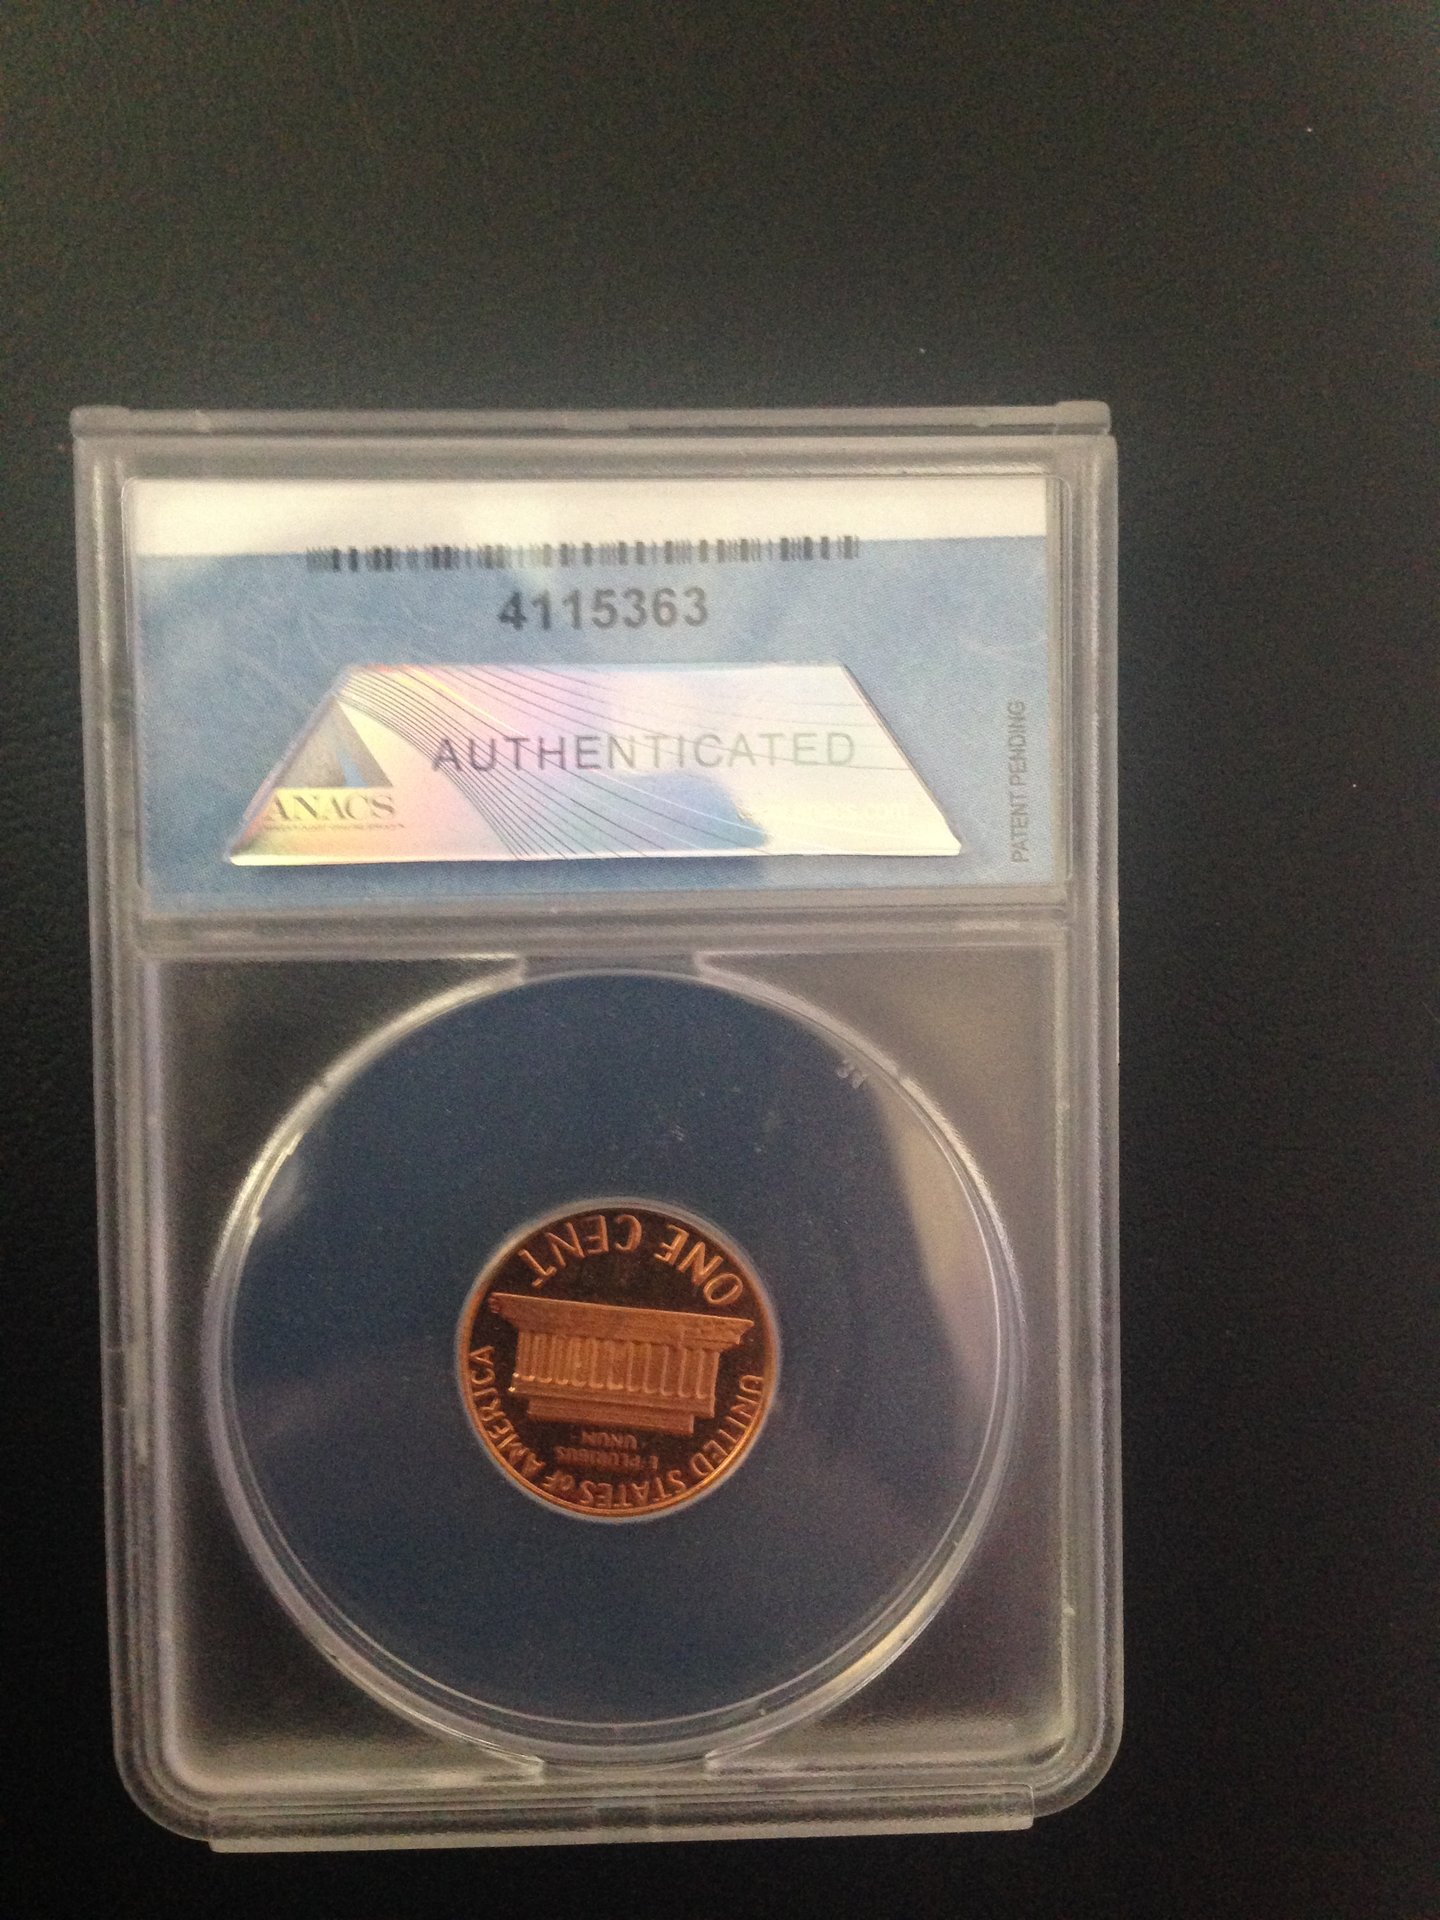 4115363
AUTHENTICATED
ANACS
PATENT PENDING
ONE CENT
UNITED STATES OF AMERICA
E PLURIBUS
UNUM